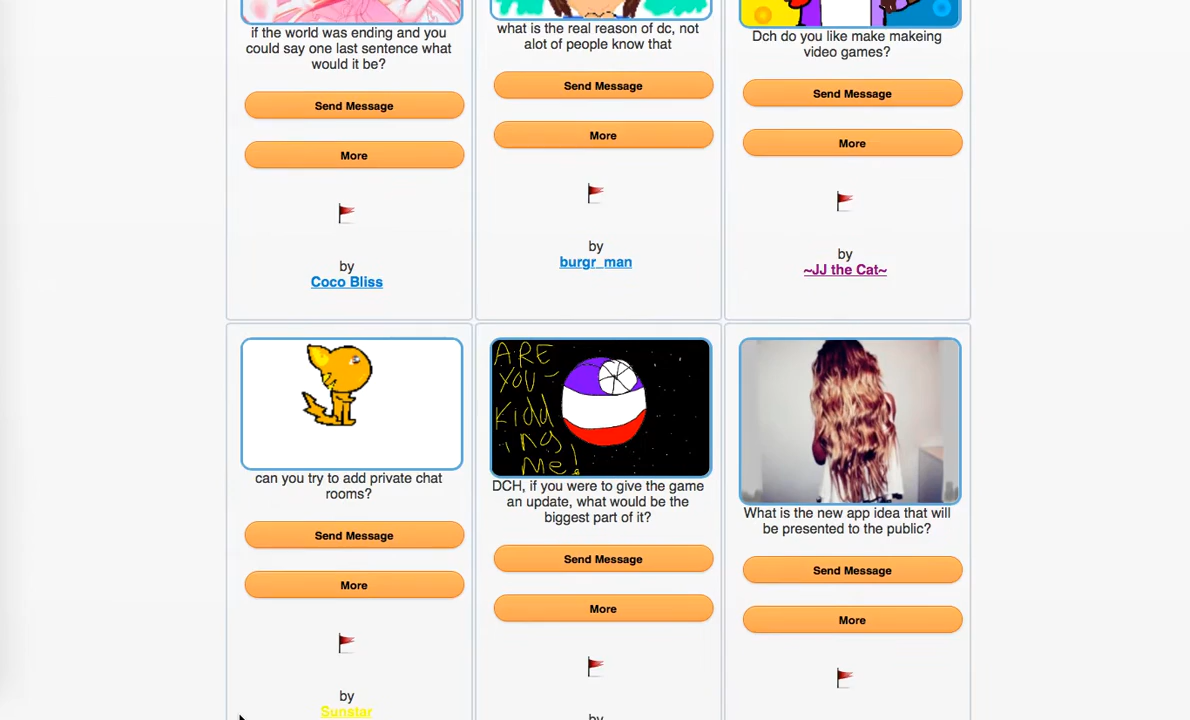 if the world was ending and you
could say one last sentence what
would it be?
Send Message
More
by
Coco Bliss
what is the real reason of dc, not
alot of people know that
Send Message
More
by
burgr_man
Dch do you like make makeing
video games?
Send Message
More
by
~JJ the Cat~
can you try to add private chat
rooms?
Send Message
More
by
Sunstar
ARE
YOU
Kidd
ing
Me!
DCH, if you were to give the game
an update, what would be the
biggest part of it?
Send Message
More
by
What is the new app idea that will
be presented to the public?
Send Message
More